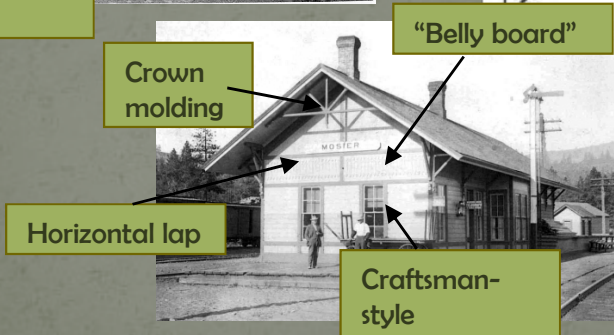 "Belly board"
Crown
molding
MOSIER
Horizontal lap
Craftsman-
style